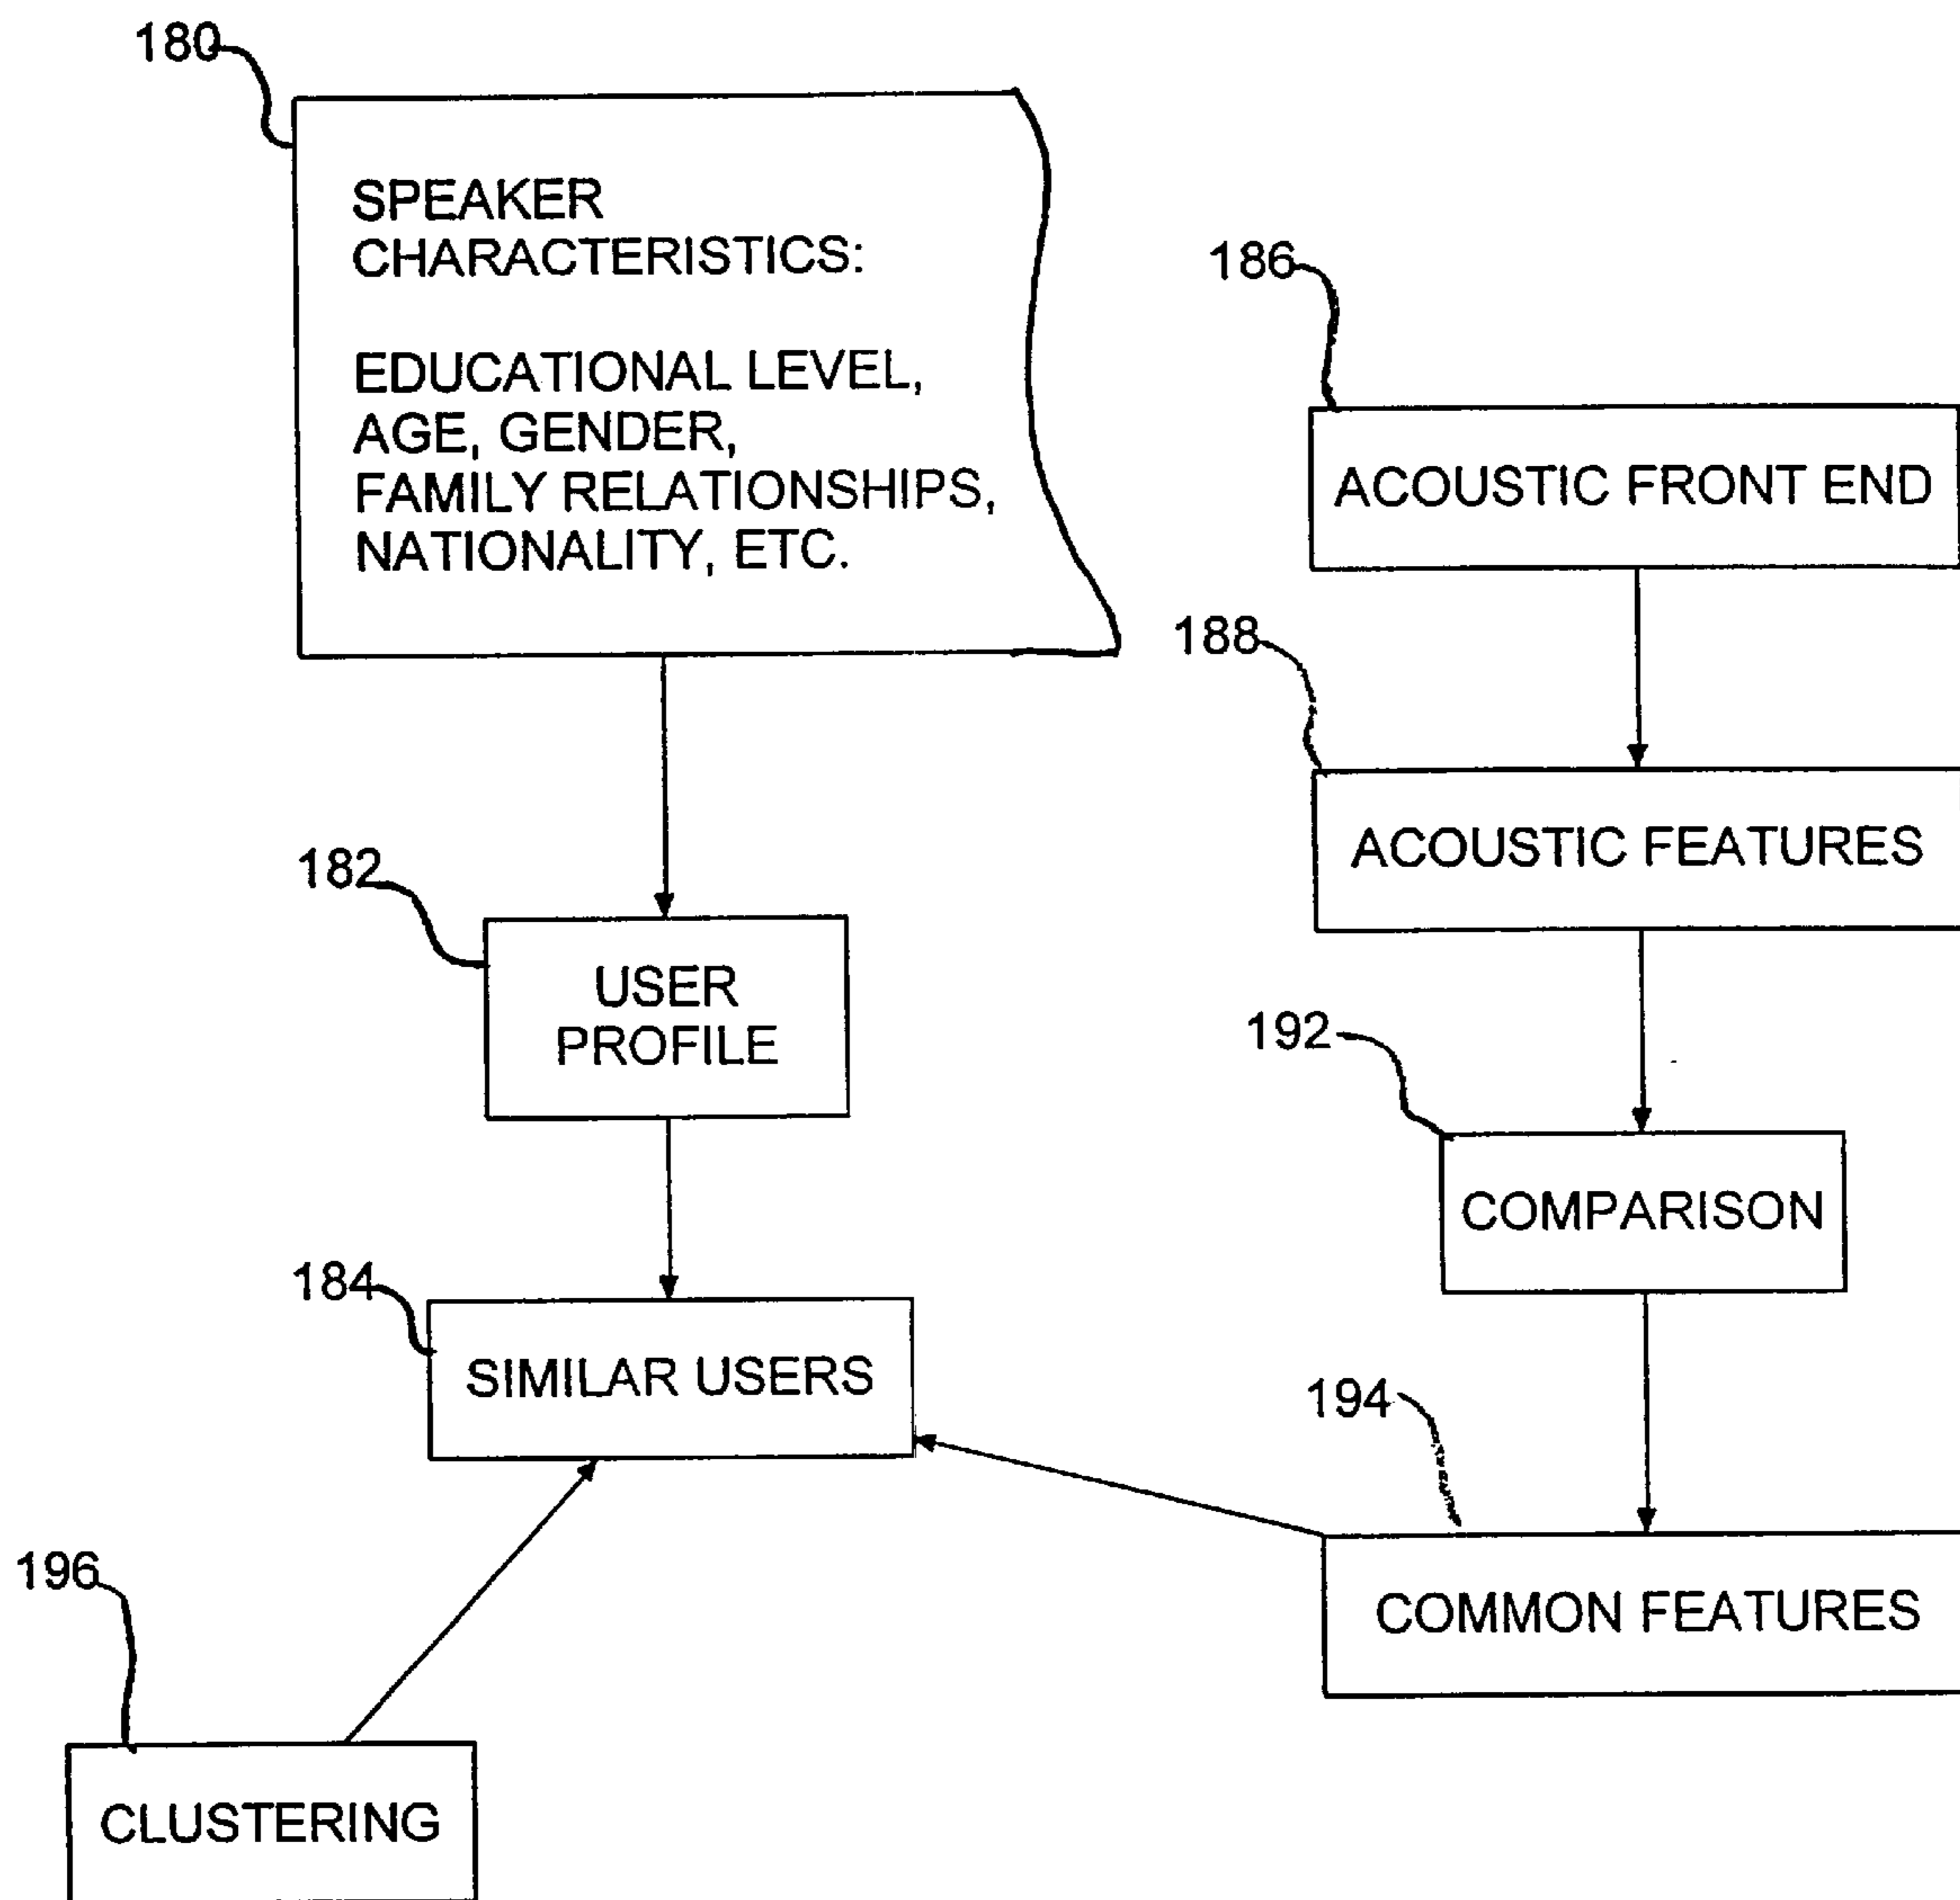 180
SPEAKER
CHARACTERISTICS:
EDUCATIONAL LEVEL,
AGE, GENDER,
FAMILY RELATIONSHIPS,
NATIONALITY, ETC.
182
USER
PROFILE
184
SIMILAR USERS
186
ACOUSTIC FRONT END
188
ACOUSTIC FEATURES
192
COMPARISON
194
COMMON FEATURES
196
CLUSTERING